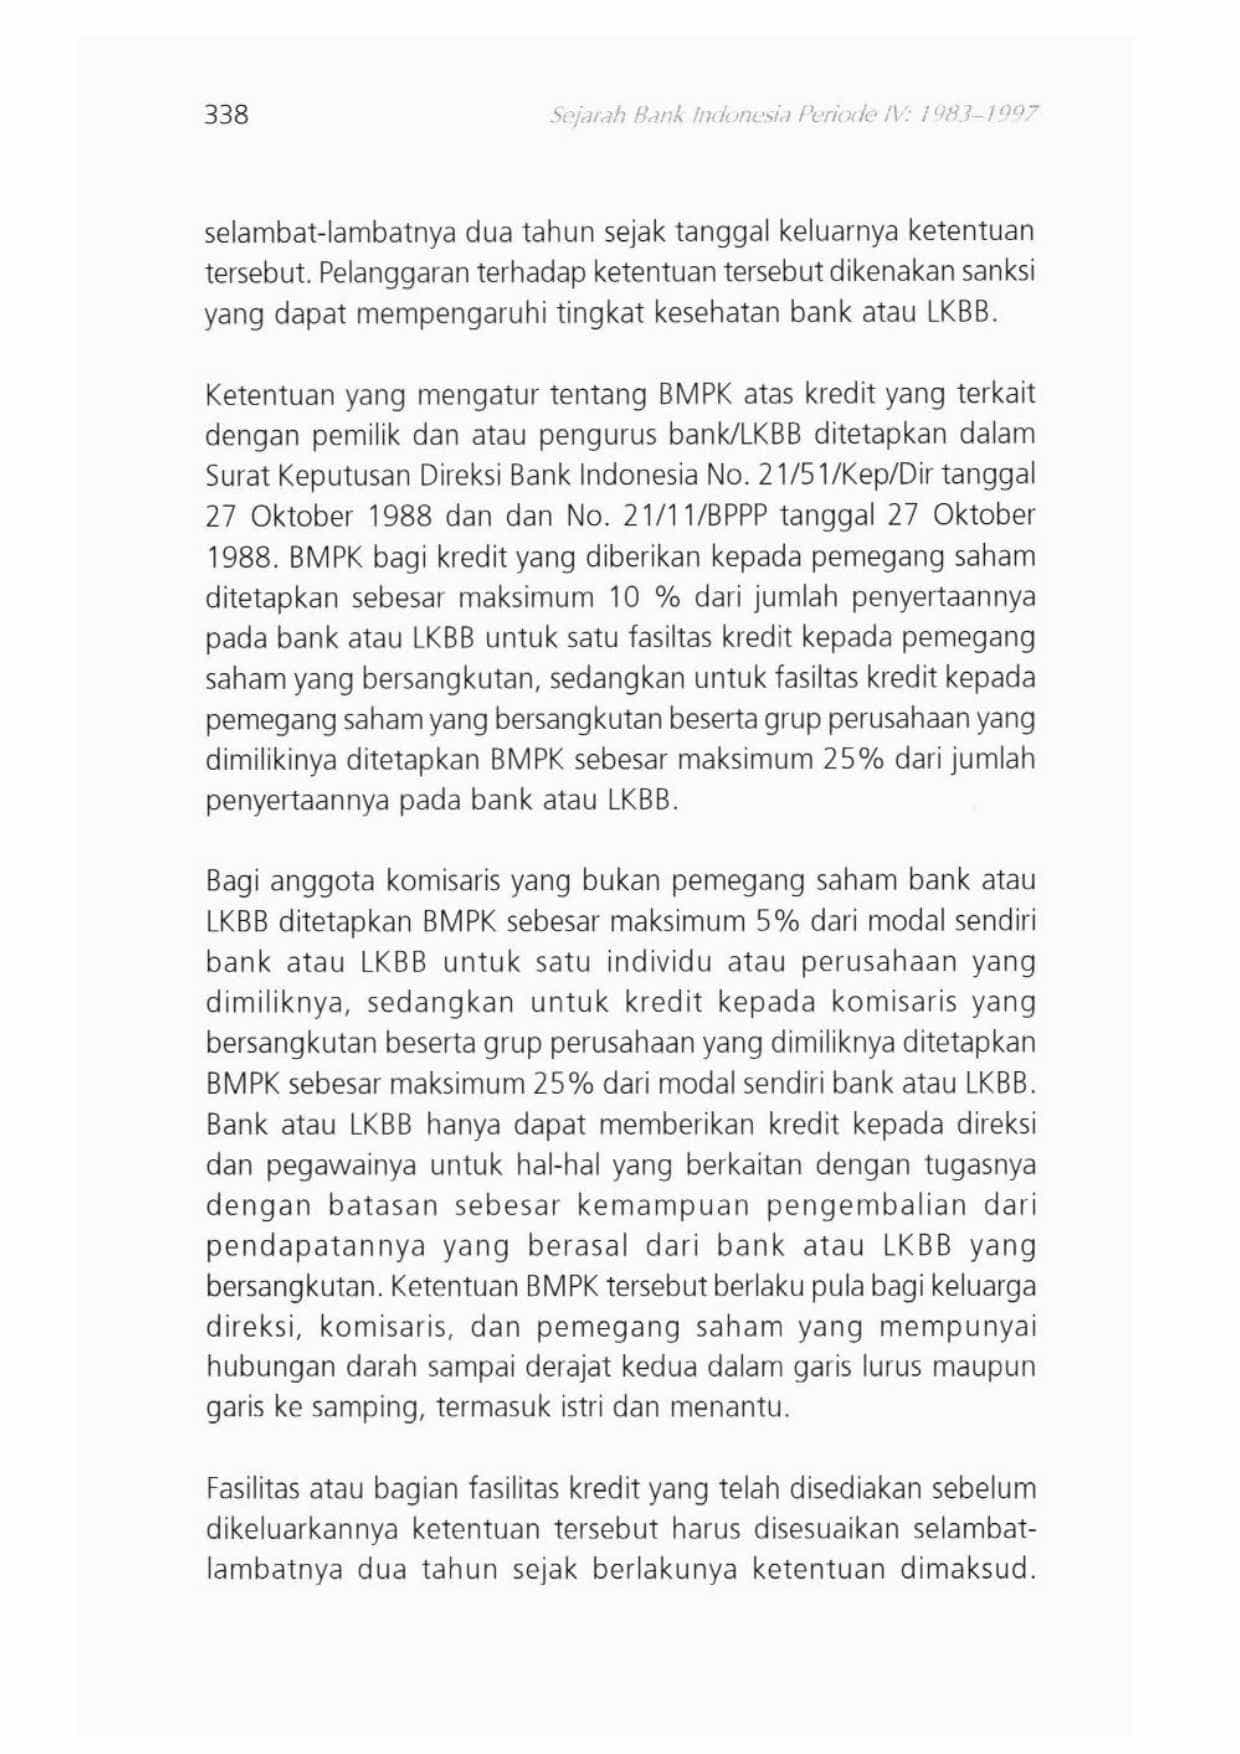 338
Sejarah Bank Indonesia Periode IV: 1983–1997
selambat-lambatnya dua tahun sejak tanggal keluarnya ketentuan
tersebut. Pelanggaran terhadap ketentuan tersebut dikenakan sanksi
yang dapat mempengaruhi tingkat kesehatan bank atau LKBB.
Ketentuan yang mengatur tentang BMPK atas kredit yang terkait
dengan pemilik dan atau pengurus bank/LKBB ditetapkan dalam
Surat Keputusan Direksi Bank Indonesia No. 21/51/Kep/Dir tanggal
27 Oktober 1988 dan dan No. 21/11/BPPP tanggal 27 Oktober
1988. BMPK bagi kredit yang diberikan kepada pemegang saham
ditetapkan sebesar maksimum 10 % dari jumlah penyertaannya
pada bank atau LKBB untuk satu fasiltas kredit kepada pemegang
saham yang bersangkutan, sedangkan untuk fasiltas kredit kepada
pemegang saham yang bersangkutan beserta grup perusahaan yang
dimilikinya ditetapkan BMPK sebesar maksimum 25% dari jumlah
penyertaannya pada bank atau LKBB.
Bagi anggota komisaris yang bukan pemegang saham bank atau
LKBB ditetapkan BMPK sebesar maksimum 5% dari modal sendiri
bank atau LKBB untuk satu individu atau perusahaan yang
dimiliknya, sedangkan untuk kredit kepada komisaris yang
bersangkutan beserta grup perusahaan yang dimiliknya ditetapkan
BMPK sebesar maksimum 25% dari modal sendiri bank atau LKBB.
Bank atau LKBB hanya dapat memberikan kredit kepada direksi
dan pegawainya untuk hal-hal yang berkaitan dengan tugasnya
dengan batasan sebesar kemampuan pengembalian dari
pendapatannya yang berasal dari bank atau LKBB yang
bersangkutan. Ketentuan BMPK tersebut berlaku pula bagi keluarga
direksi, komisaris, dan pemegang saham yang mempunyai
hubungan darah sampai derajat kedua dalam garis lurus maupun
garis ke samping, termasuk istri dan menantu.
Fasilitas atau bagian fasilitas kredit yang telah disediakan sebelum
dikeluarkannya ketentuan tersebut harus disesuaikan selambat-
lambatnya dua tahun sejak berlakunya ketentuan dimaksud.